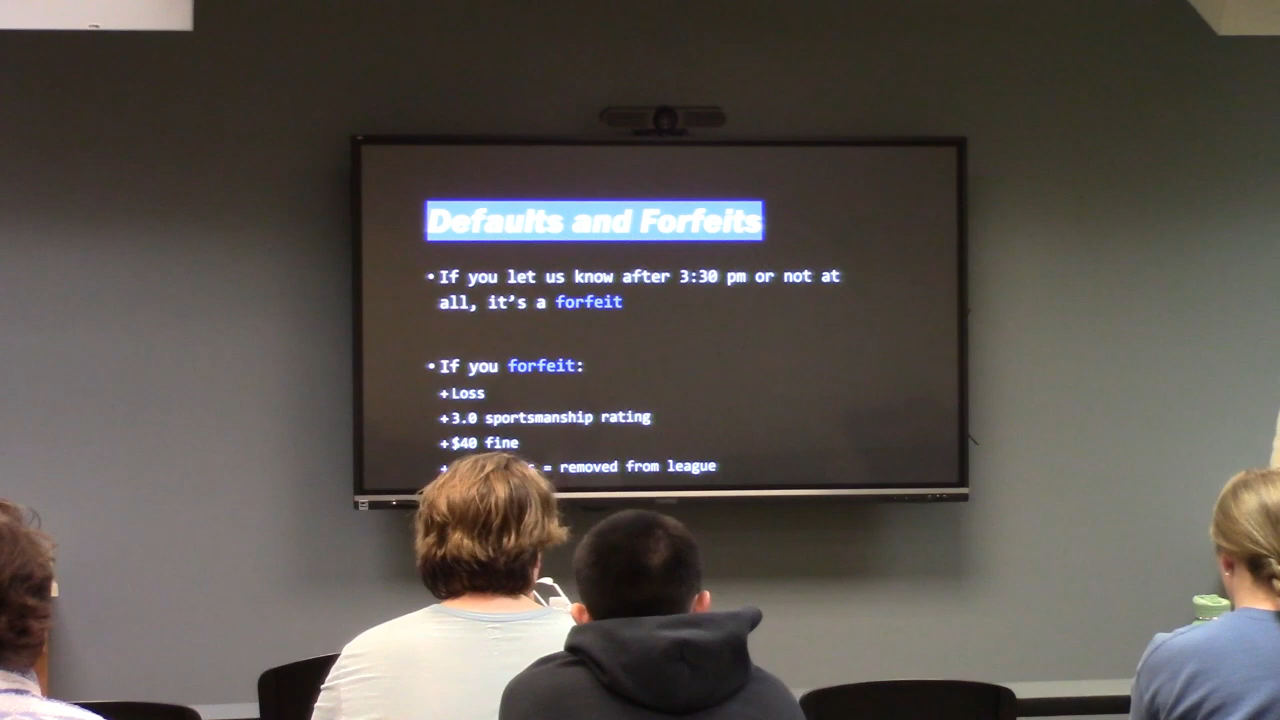 Defaults and Forfeits
• If you let us know after 3:30 pm or not at
all, it’s a forfeit
• If you forfeit:
+ Loss
+ 3.0 sportsmanship rating
+ $40 fine
+ = removed from league